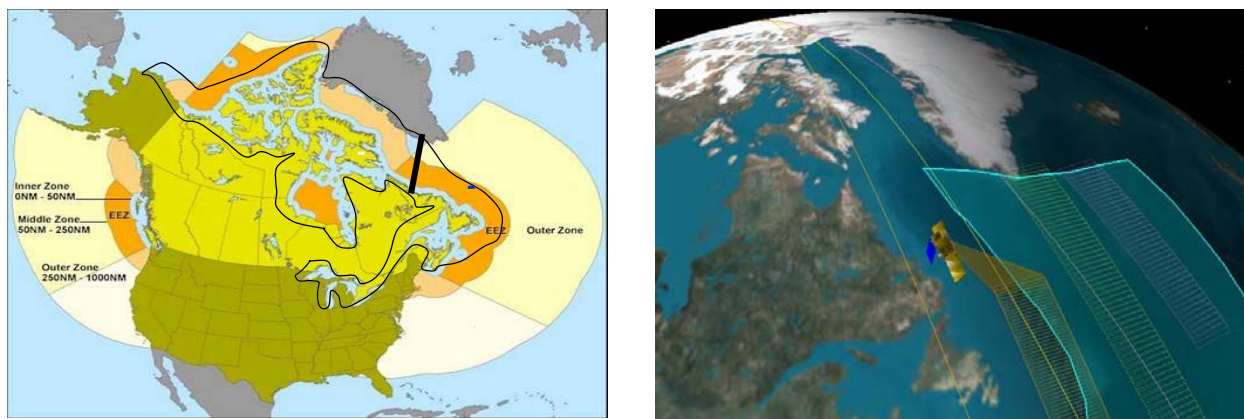 Inner Zone
0NM - 50NM
Middle Zone
50NM - 250NM
EEZ
Outer Zone
250NM - 1000NM
EEZ
Outer Zone